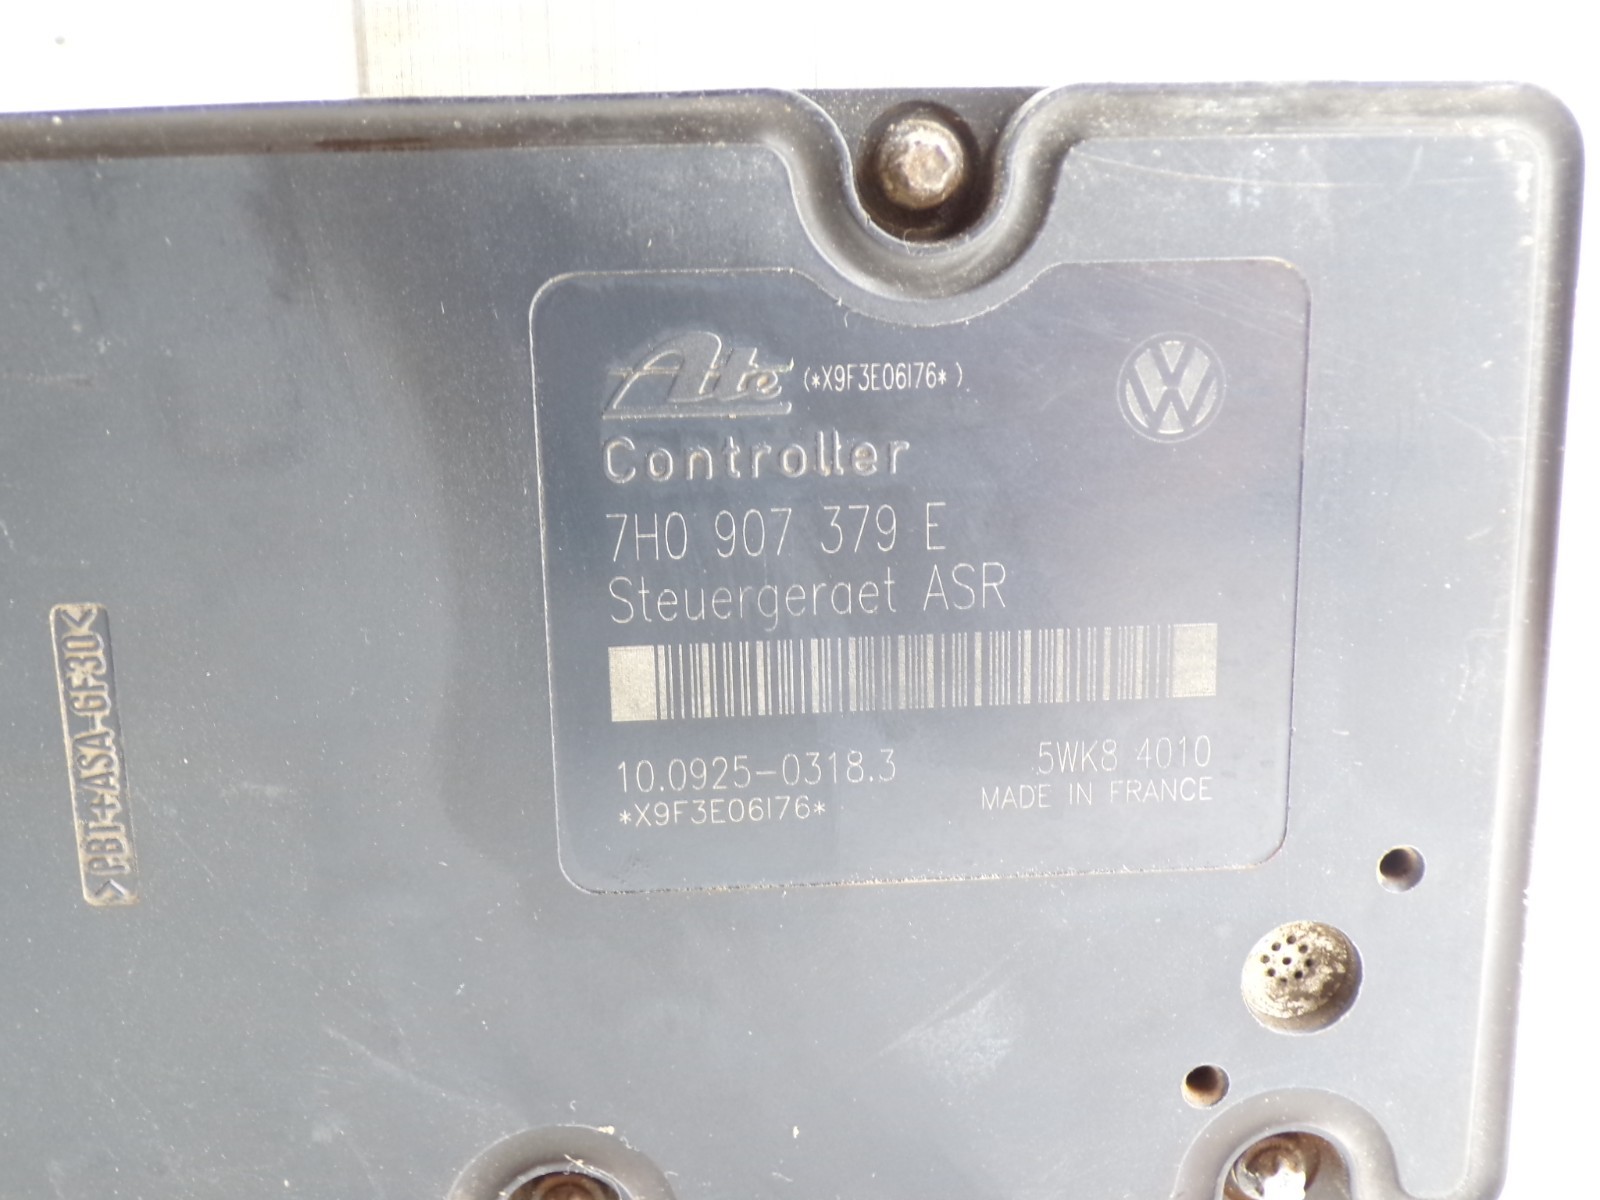 Ate (*X9F3E06176*)
Controller
7H0 907 379 E
Steuergeraet ASR
10.0925-0318.3 5WK8 4010
*X9F3E06176* MADE IN FRANCE
>PBT+ASA-GF30<